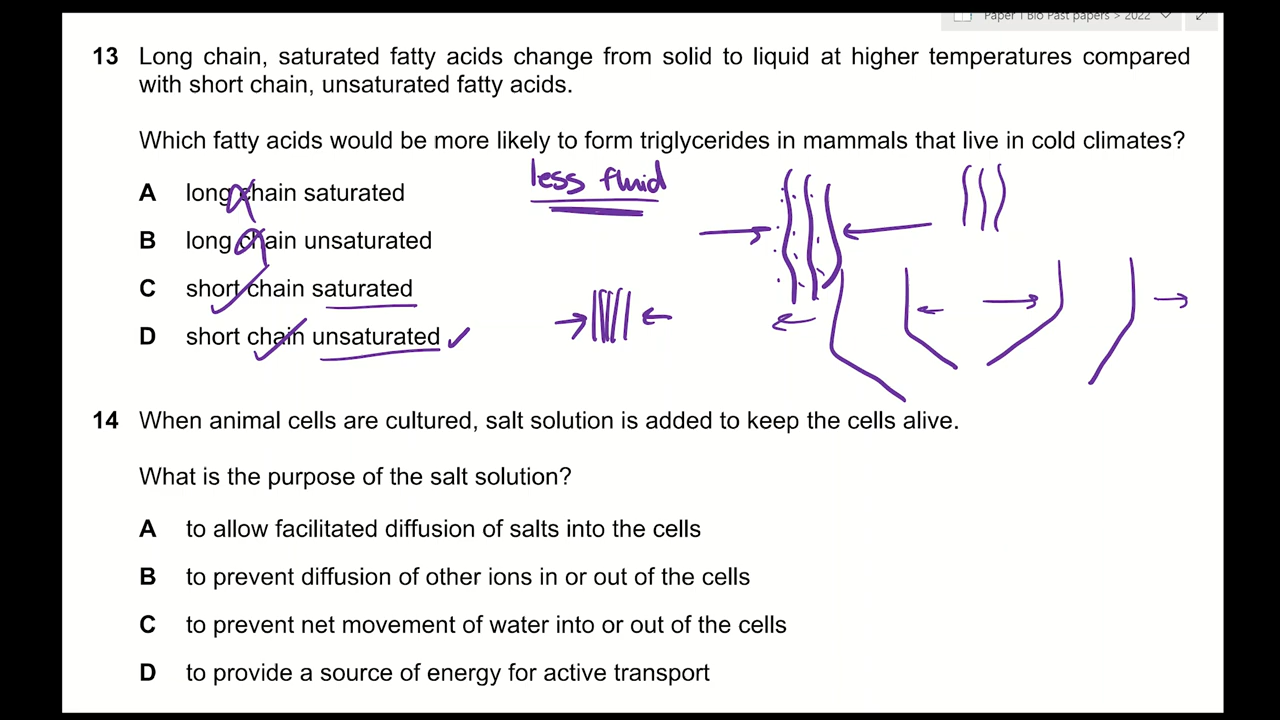 Paper 1 Bio Past papers > 2022
13 Long chain, saturated fatty acids change from solid to liquid at higher temperatures compared
with short chain, unsaturated fatty acids.
Which fatty acids would be more likely to form triglycerides in mammals that live in cold climates?
less fluid
A long chain saturated
B long chain unsaturated
C short chain saturated
D short chain unsaturated
14 When animal cells are cultured, salt solution is added to keep the cells alive.
What is the purpose of the salt solution?
A to allow facilitated diffusion of salts into the cells
B to prevent diffusion of other ions in or out of the cells
C to prevent net movement of water into or out of the cells
D to provide a source of energy for active transport